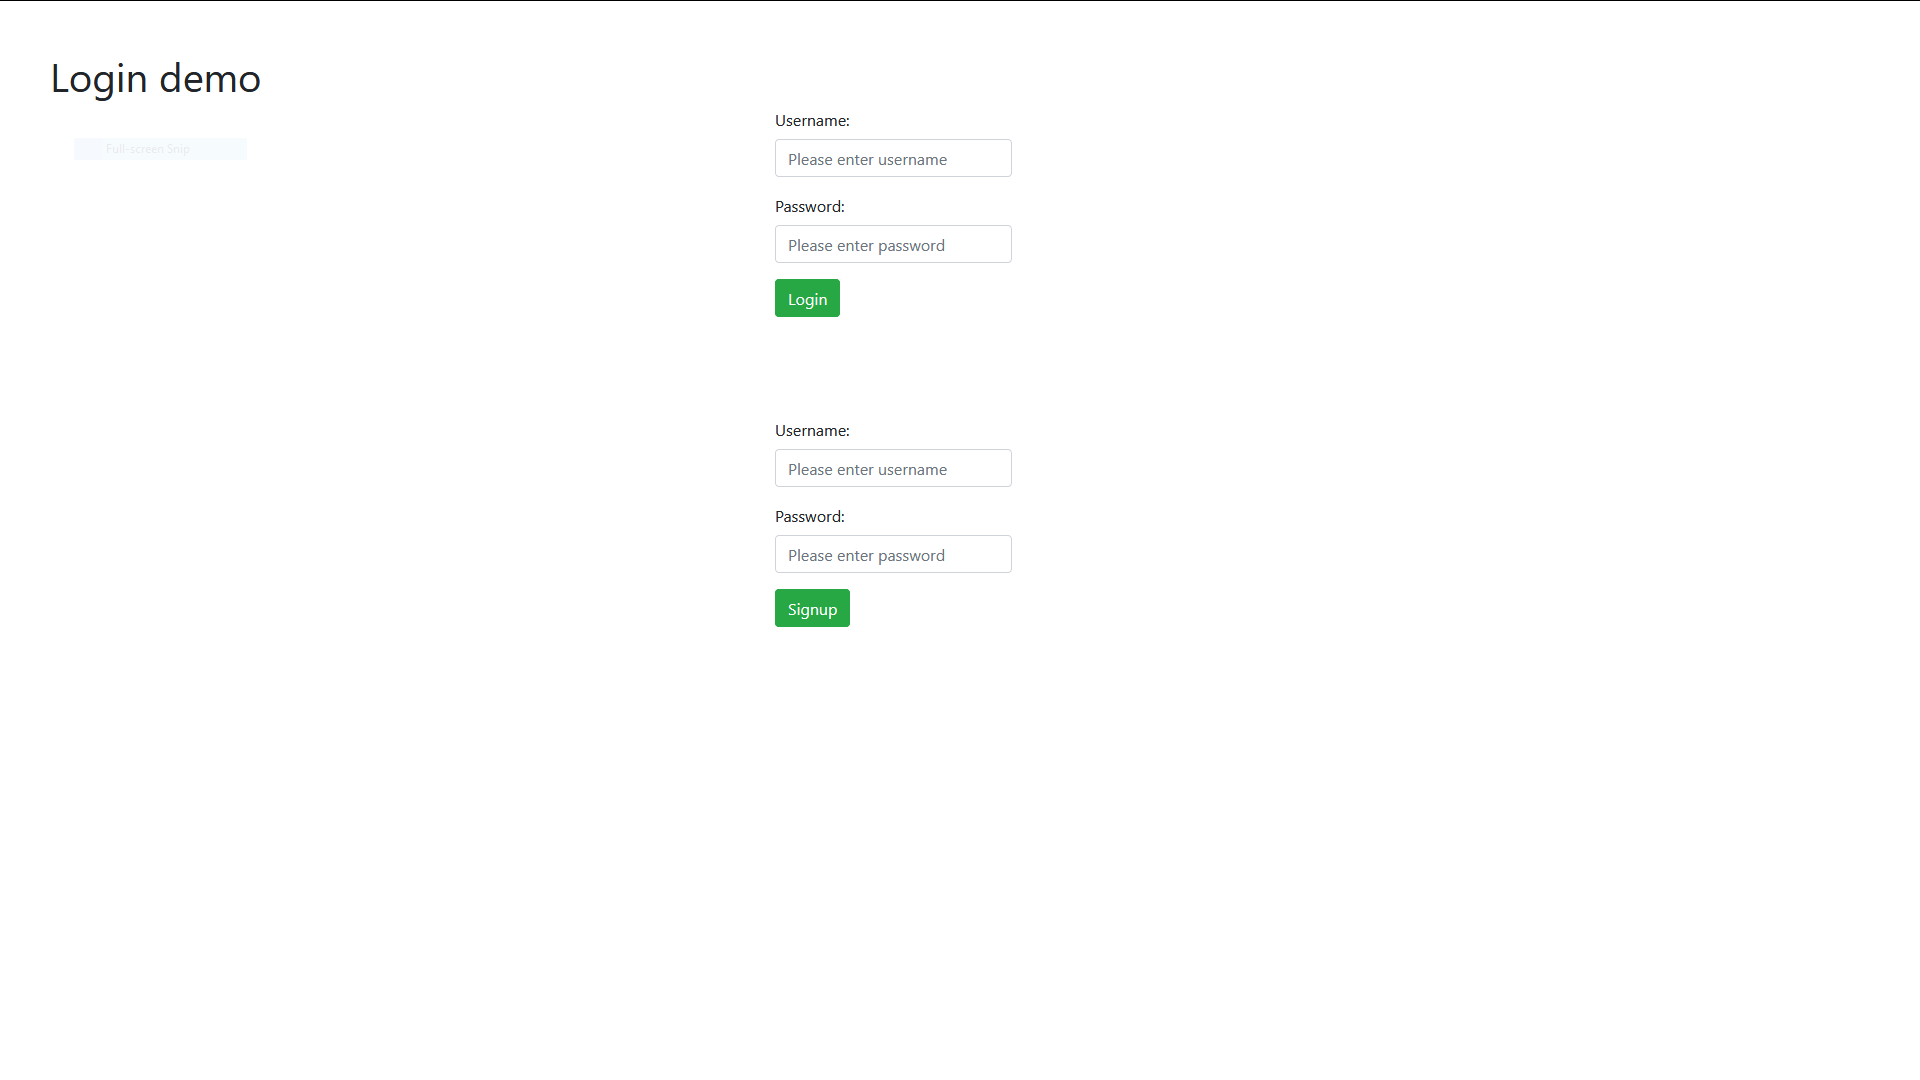 Login demo
Full-screen Snip
Username:
Please enter username
Password:
Please enter password
Login
Username:
Please enter username
Password:
Please enter password
Signup